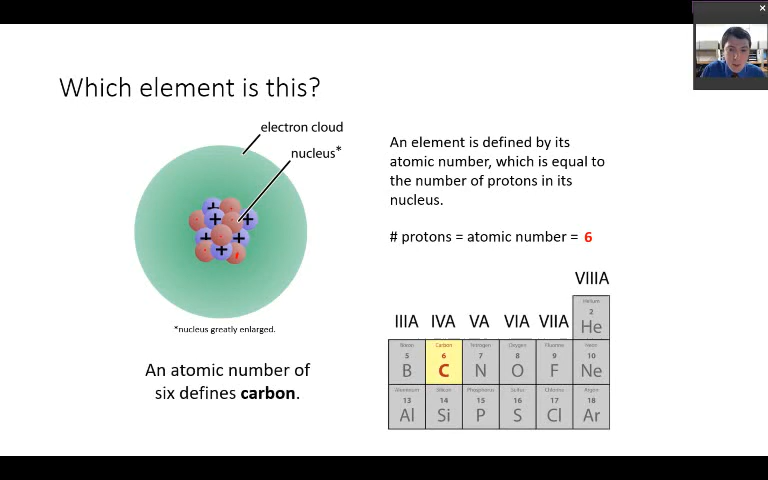 Which element is this?
electron cloud
nucleus*
*nucleus greatly enlarged.
An atomic number of
six defines carbon.
An element is defined by its
atomic number, which is equal to
the number of protons in its
nucleus.
# protons = atomic number = 6
VIIIA
IIIA IVA VA VIA VIIA
Helium
2
He
Boron Carbon Nitrogen Oxygen Fluorine Neon
5 6 7 8 9 10
B C N O F Ne
Aluminum Silicon Phosphorus Sulfur Chlorine Argon
13 14 15 16 17 18
Al Si P S Cl Ar